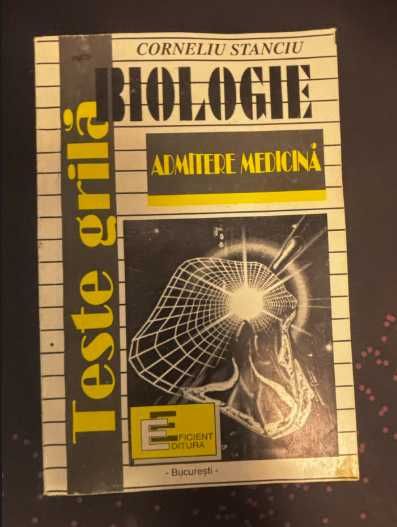 CORNELIU STANCIU
BIOLOGIE
Teste grilă
ADMITERE MEDICINĂ
E EFICIENT
EDITURA
- București -